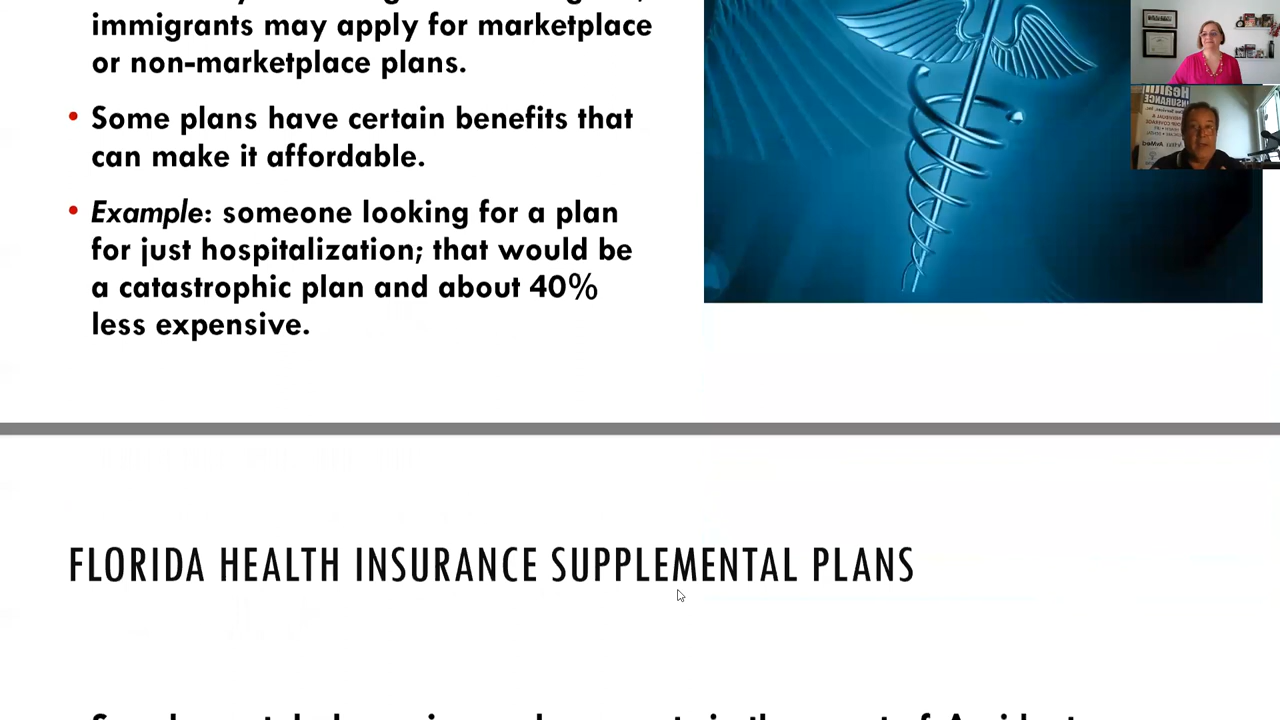 immigrants may apply for marketplace
or non-marketplace plans.
• Some plans have certain benefits that
can make it affordable.
• Example: someone looking for a plan
for just hospitalization; that would be
a catastrophic plan and about 40%
less expensive.
Health
INSURANCE
FLORIDA HEALTH INSURANCE SUPPLEMENTAL PLANS